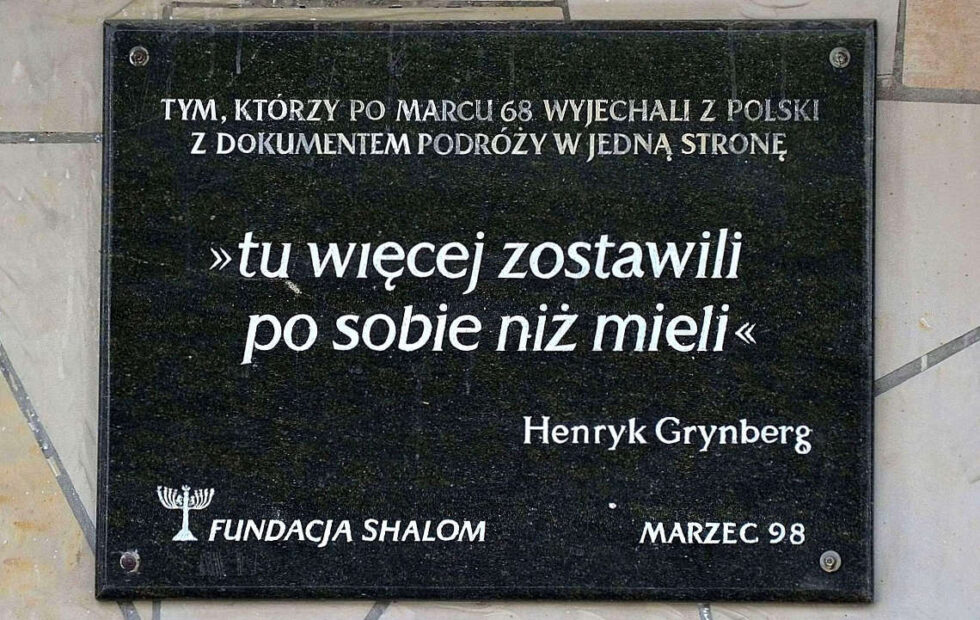 TYM, KTÓRZY PO MARCU 68 WYJECHALI Z POLSKI
Z DOKUMENTEM PODRÓŻY W JEDNĄ STRONĘ
»tu więcej zostawili
po sobie niż mieli«
Henryk Grynberg
FUNDACJA SHALOM
MARZEC 98